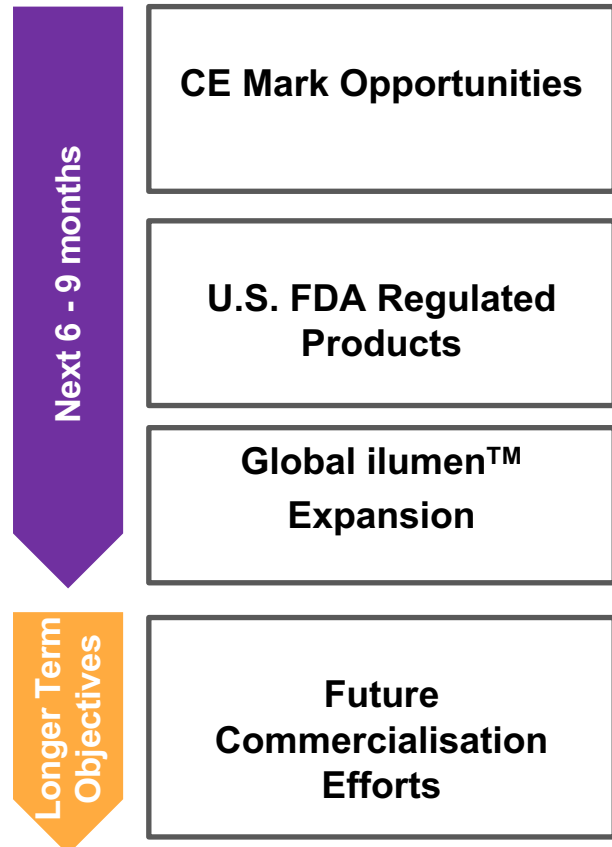 Next 6 - 9 months
CE Mark Opportunities
U.S. FDA Regulated
Products
Global ilumen™
Expansion
Longer Term
Objectives
Future
Commercialisation
Efforts